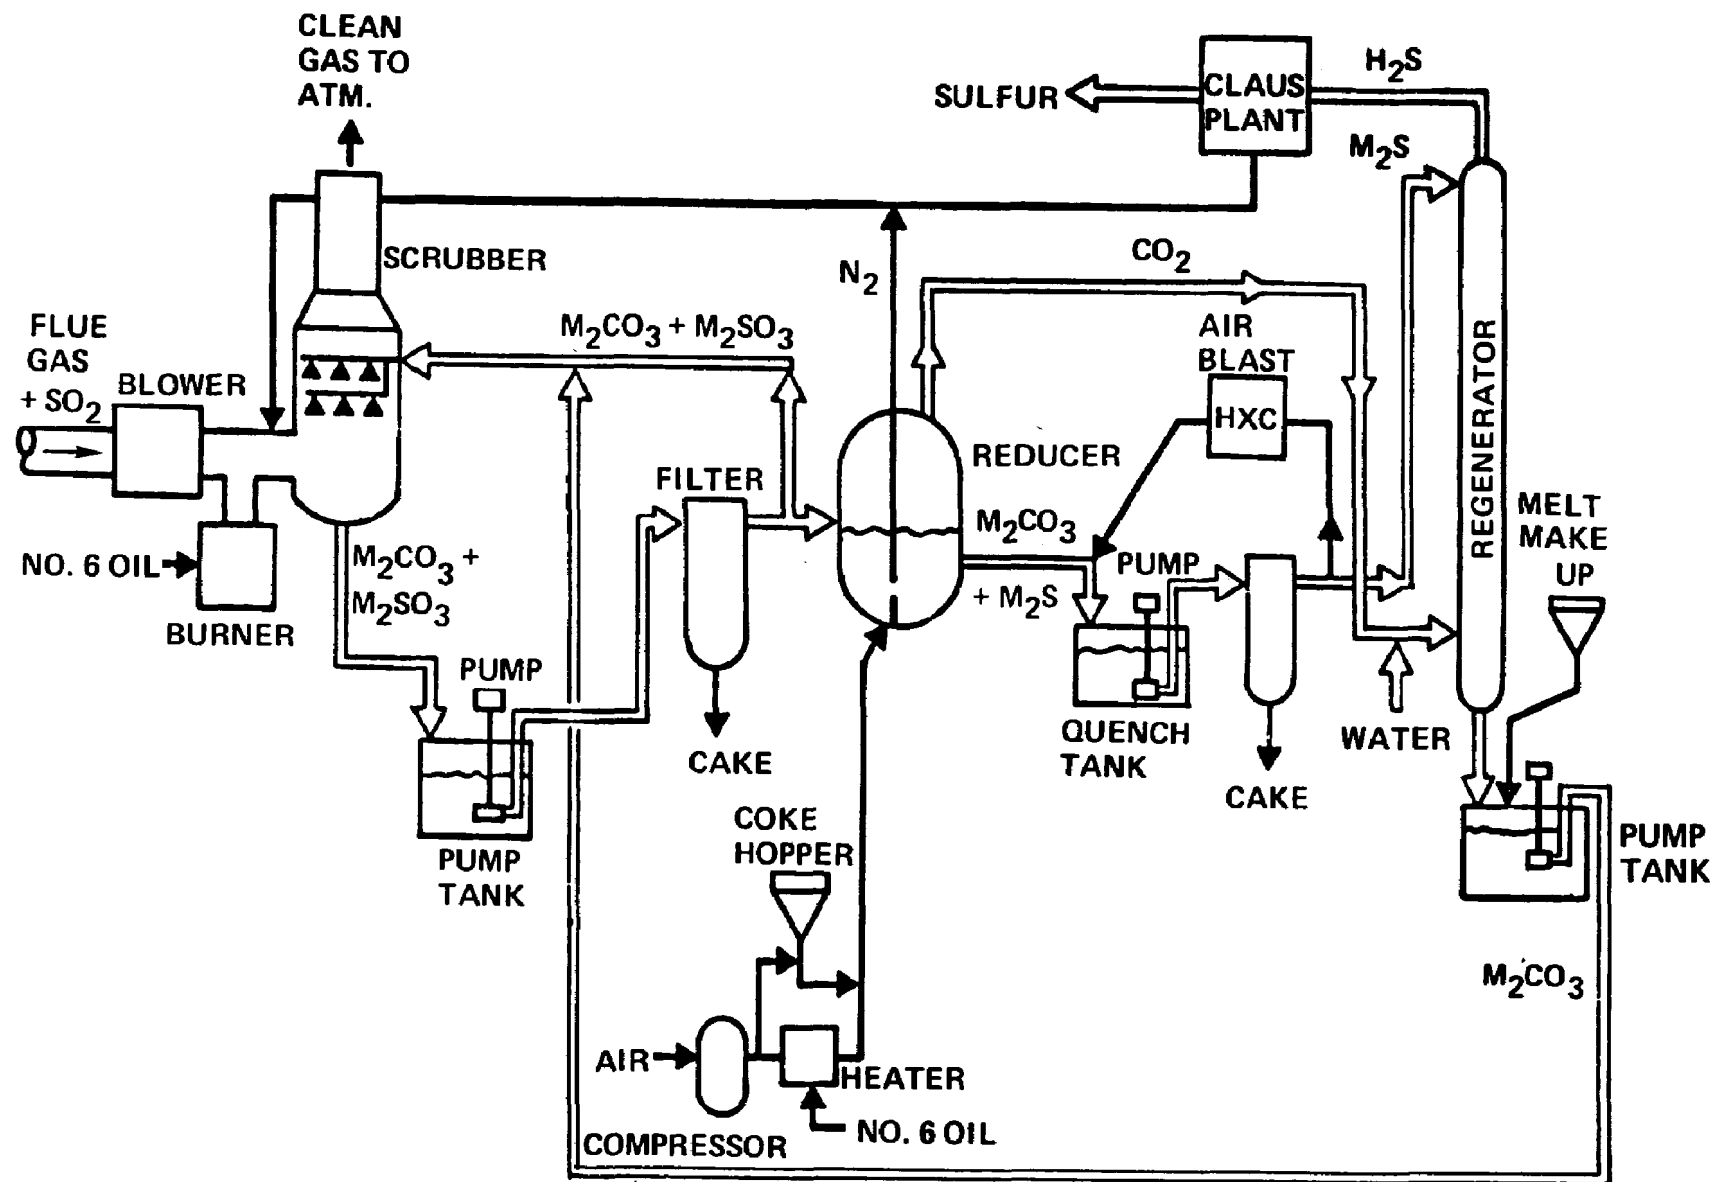 CLEAN
GAS TO
ATM.
SULFUR
CLAUS
PLANT
H2S
M2S
SCRUBBER
N2
CO2
FLUE
GAS
+ SO2
BLOWER
M2CO3 + M2SO3
AIR
BLAST
HXC
REDUCER
REGENERATOR
FILTER
M2CO3
+ M2S
MELT
MAKE
UP
NO. 6 OIL
BURNER
M2CO3 +
M2SO3
PUMP
PUMP
QUENCH
TANK
WATER
CAKE
CAKE
PUMP
TANK
COKE
HOPPER
PUMP
TANK
M2CO3
AIR
HEATER
NO. 6 OIL
COMPRESSOR